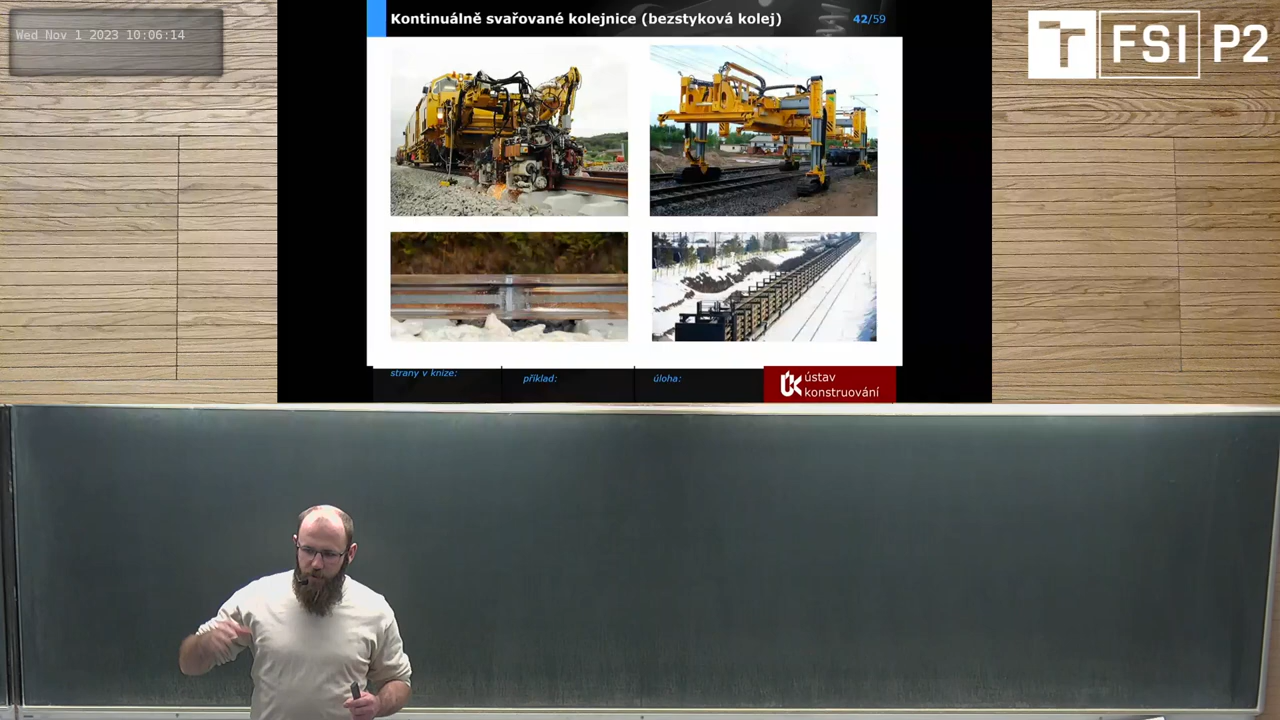 Wed Nov 1 2023 10:06:14
Kontinuálně svařované kolejnice (bezstyková kolej)
42/59
FSI P2
strany v knize:
příklad:
úloha:
ústav
konstruování